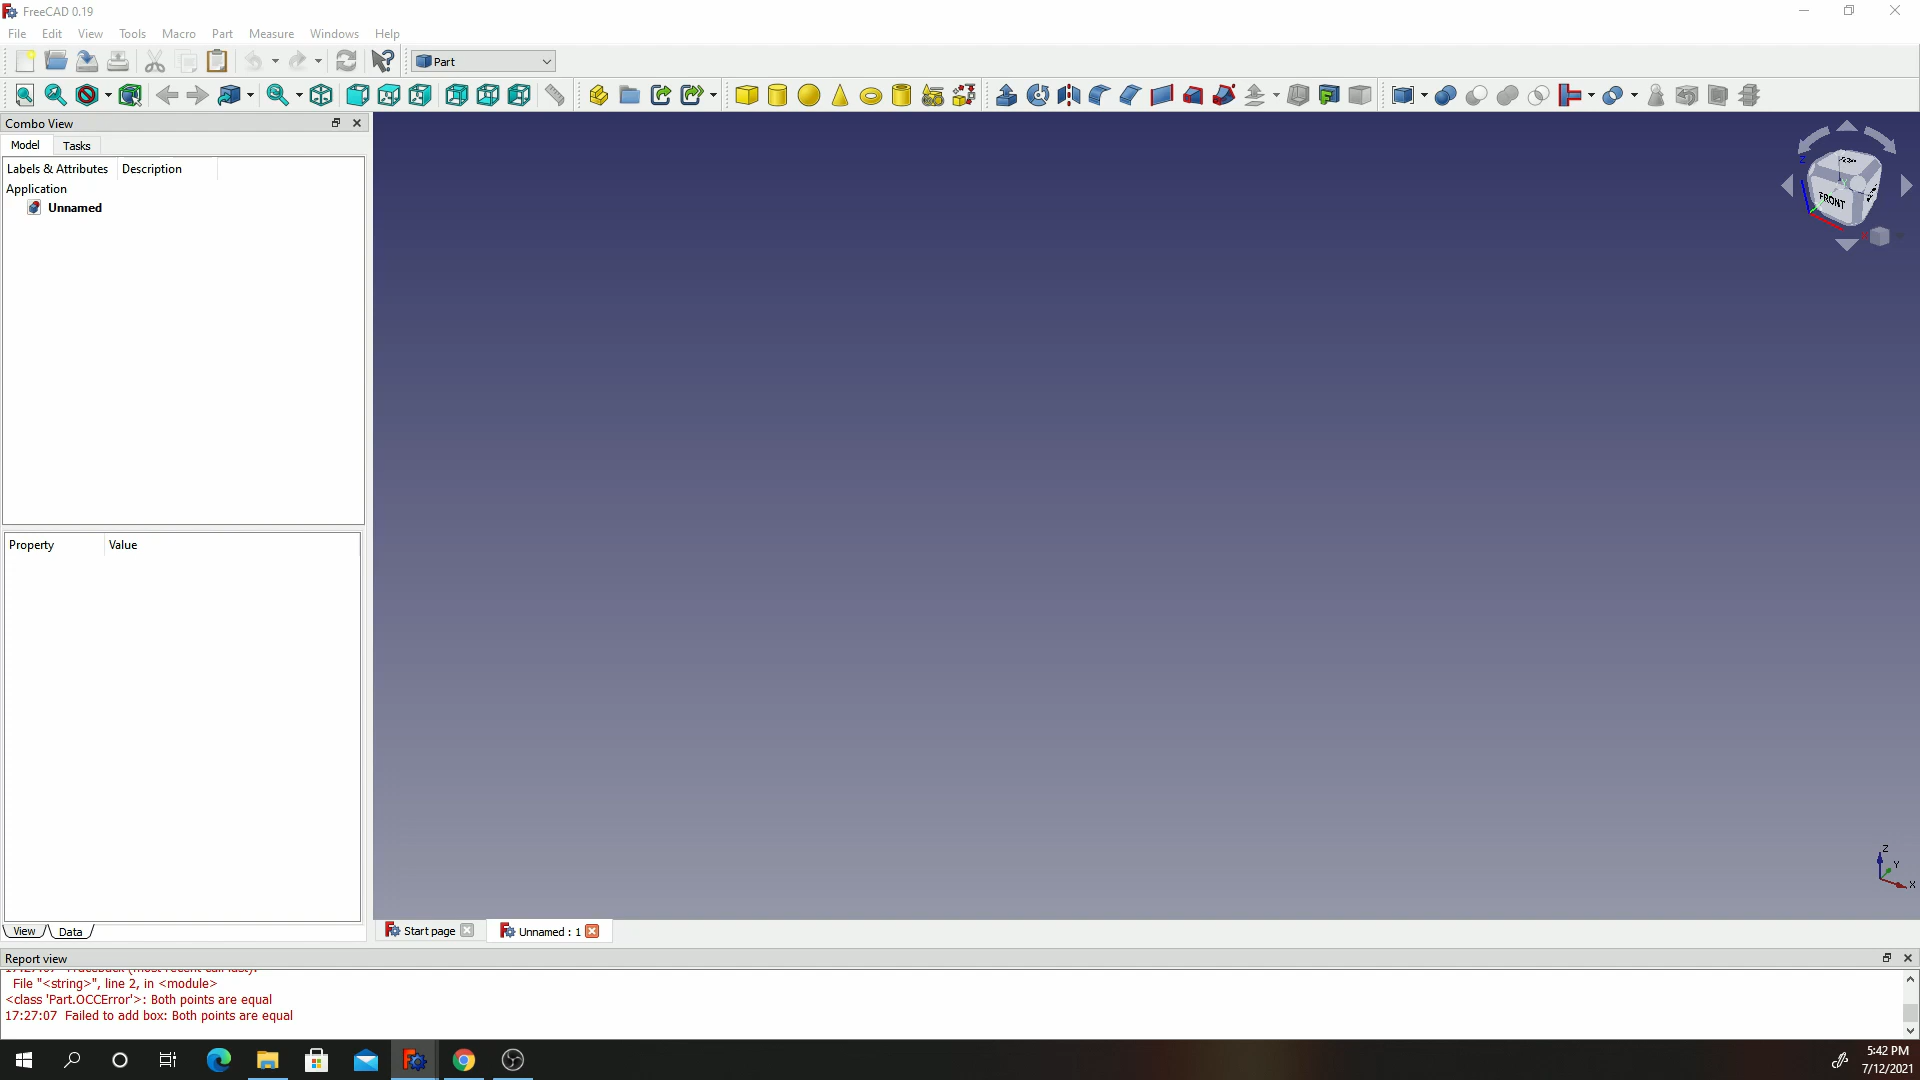 FreeCAD 0.19
File Edit View Tools Macro Part Measure Windows Help
Part
Combo View
Model Tasks
Labels & Attributes Description
Application
Unnamed
FRONT
Z
Property Value
Z
Y
X
View Data
Start page Unnamed : 1
Report view
File "<string>", line 2, in <module>
<class 'Part.OCCError'>: Both points are equal
17:27:07 Failed to add box: Both points are equal
5:42 PM
7/12/2021